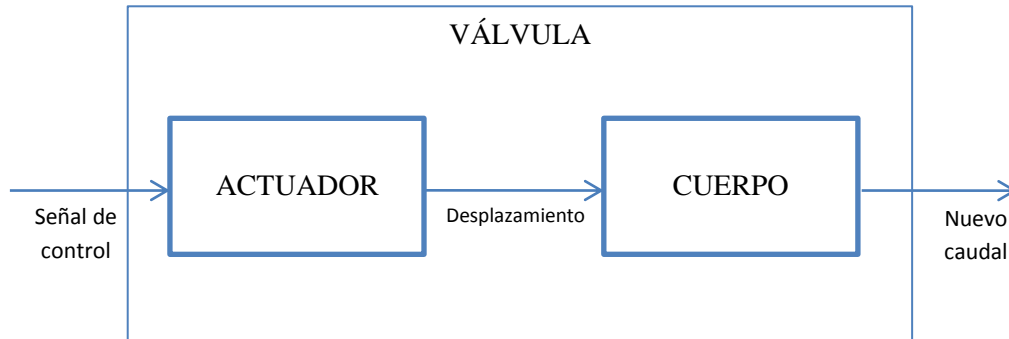 VÁLVULA
ACTUADOR
CUERPO
Señal de
control
Desplazamiento
Nuevo
caudal